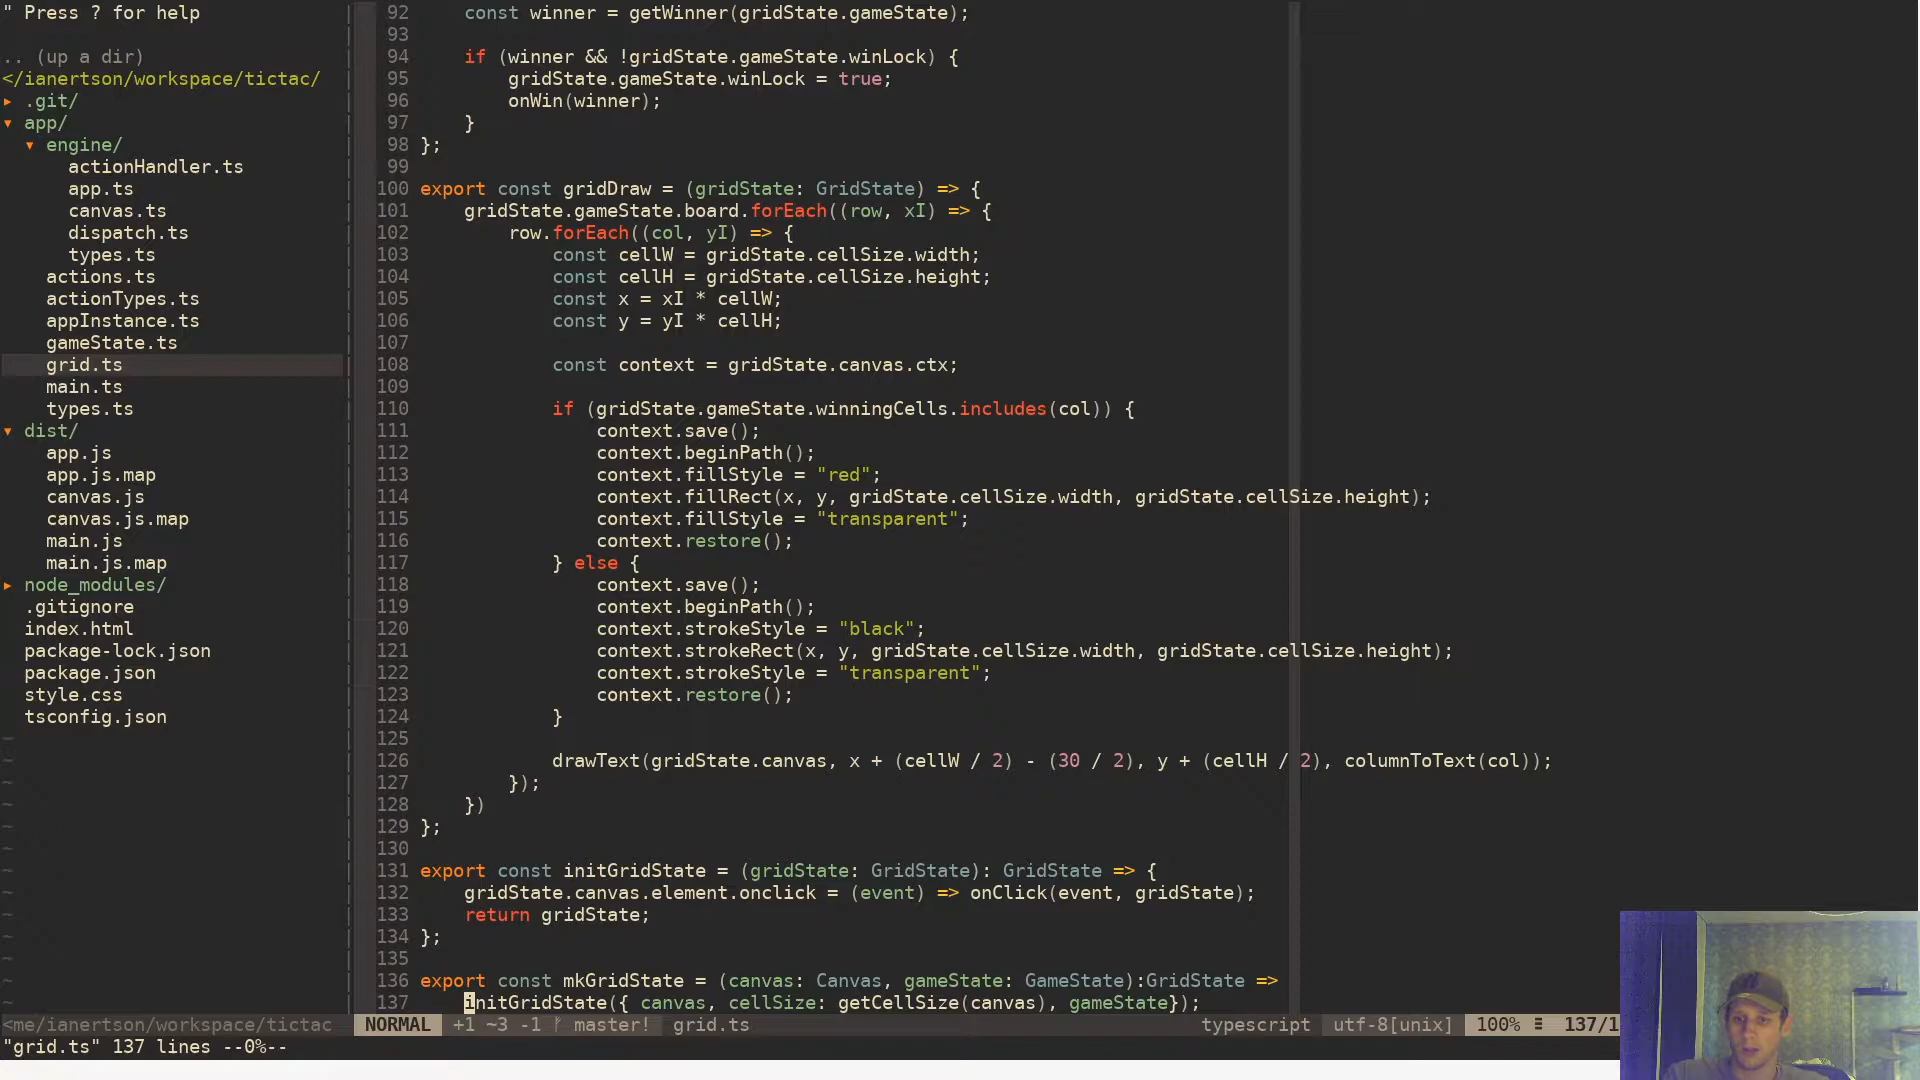 " Press ? for help
.. (up a dir)
</ianertson/workspace/tictac/
▸ .git/
▾ app/
▾ engine/
actionHandler.ts
app.ts
canvas.ts
dispatch.ts
types.ts
actions.ts
actionTypes.ts
appInstance.ts
gameState.ts
grid.ts
main.ts
types.ts
▾ dist/
app.js
app.js.map
canvas.js
canvas.js.map
main.js
main.js.map
▸ node_modules/
.gitignore
index.html
package-lock.json
package.json
style.css
tsconfig.json
92 const winner = getWinner(gridState.gameState);
93
94 if (winner && !gridState.gameState.winLock) {
95 gridState.gameState.winLock = true;
96 onWin(winner);
97 }
98 };
99
100 export const gridDraw = (gridState: GridState) => {
101 gridState.gameState.board.forEach((row, xI) => {
102 row.forEach((col, yI) => {
103 const cellW = gridState.cellSize.width;
104 const cellH = gridState.cellSize.height;
105 const x = xI * cellW;
106 const y = yI * cellH;
107
108 const context = gridState.canvas.ctx;
109
110 if (gridState.gameState.winningCells.includes(col)) {
111 context.save();
112 context.beginPath();
113 context.fillStyle = "red";
114 context.fillRect(x, y, gridState.cellSize.width, gridState.cellSize.height);
115 context.fillStyle = "transparent";
116 context.restore();
117 } else {
118 context.save();
119 context.beginPath();
120 context.strokeStyle = "black";
121 context.strokeRect(x, y, gridState.cellSize.width, gridState.cellSize.height);
122 context.strokeStyle = "transparent";
123 context.restore();
124 }
125
126 drawText(gridState.canvas, x + (cellW / 2) - (30 / 2), y + (cellH / 2), columnToText(col));
127 });
128 })
129 };
130
131 export const initGridState = (gridState: GridState): GridState => {
132 gridState.canvas.element.onclick = (event) => onClick(event, gridState);
133 return gridState;
134 };
135
136 export const mkGridState = (canvas: Canvas, gameState: GameState):GridState =>
137 initGridState({ canvas, cellSize: getCellSize(canvas), gameState});
<me/ianertson/workspace/tictac NORMAL +1 ~3 -1 ᚠ master! grid.ts typescript utf-8[unix] 100% ☰ 137/1
"grid.ts" 137 lines --0%--